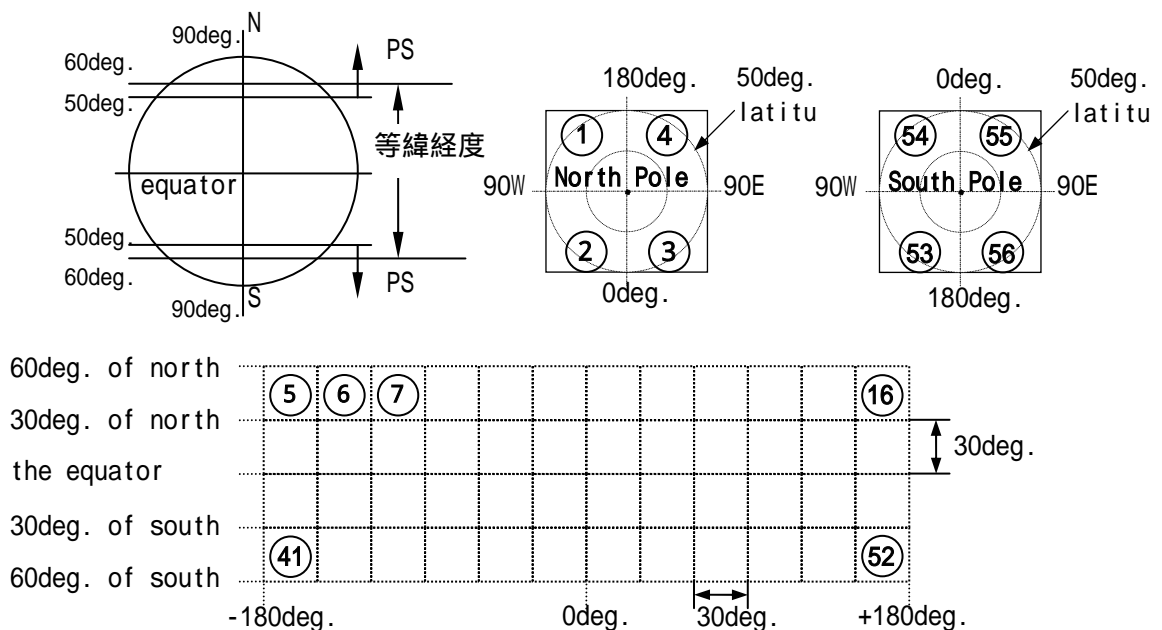 N
90deg.
60deg.
50deg.
PS
等緯経度
equator
50deg.
60deg.
PS
S
90deg.
180deg.
50deg.
latitu
1
4
90W
North Pole
90E
2
3
0deg.
0deg.
50deg.
latitu
54
55
90W
South Pole
90E
53
56
180deg.
60deg. of north
5
6
7
16
30deg. of north
30deg.
the equator
30deg. of south
41
52
60deg. of south
-180deg.
0deg.
30deg.
+180deg.